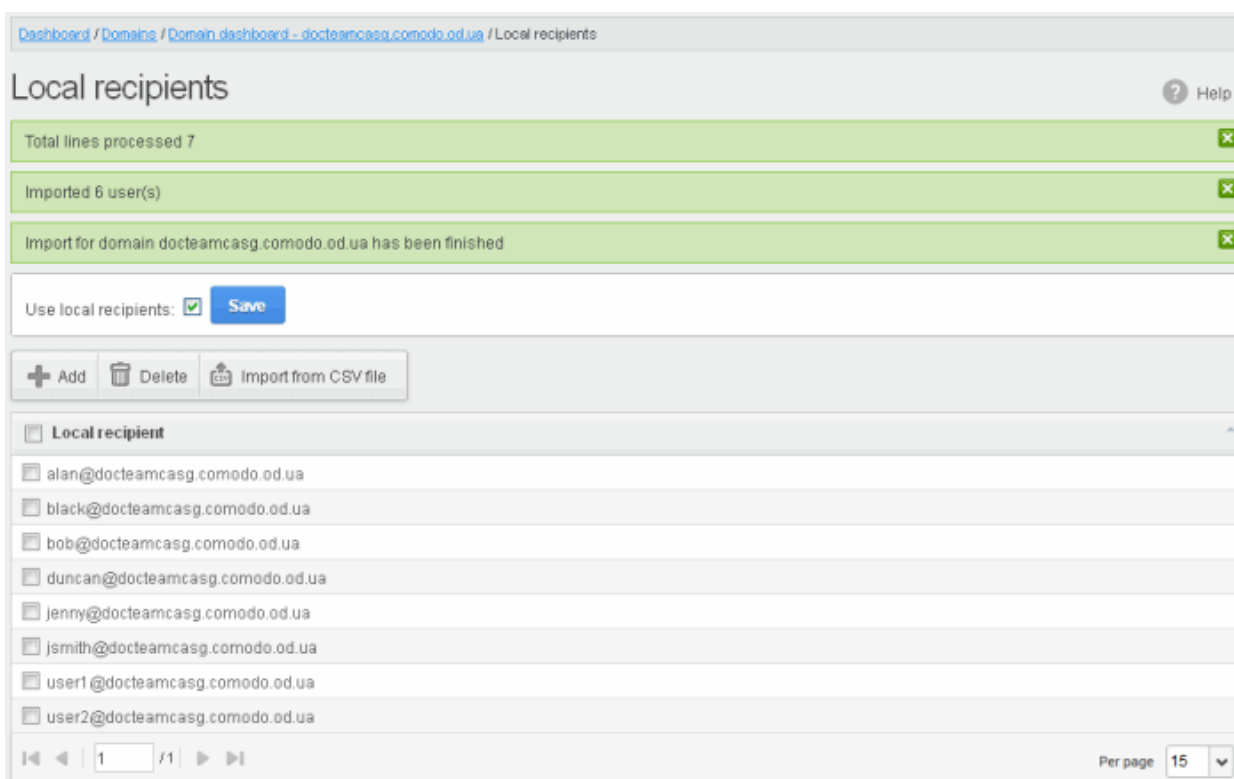 Dashboard / Domains / Domain dashboard - docteamcasg.comodo.od.ua / Local recipients
Local recipients
Help
Total lines processed 7
Imported 6 user(s)
Import for domain docteamcasg.comodo.od.ua has been finished
Use local recipients: Save
Add Delete Import from CSV file
Local recipient
alan@docteamcasg.comodo.od.ua
black@docteamcasg.comodo.od.ua
bob@docteamcasg.comodo.od.ua
duncan@docteamcasg.comodo.od.ua
jenny@docteamcasg.comodo.od.ua
jsmith@docteamcasg.comodo.od.ua
user1@docteamcasg.comodo.od.ua
user2@docteamcasg.comodo.od.ua
1 /1 Per page 15